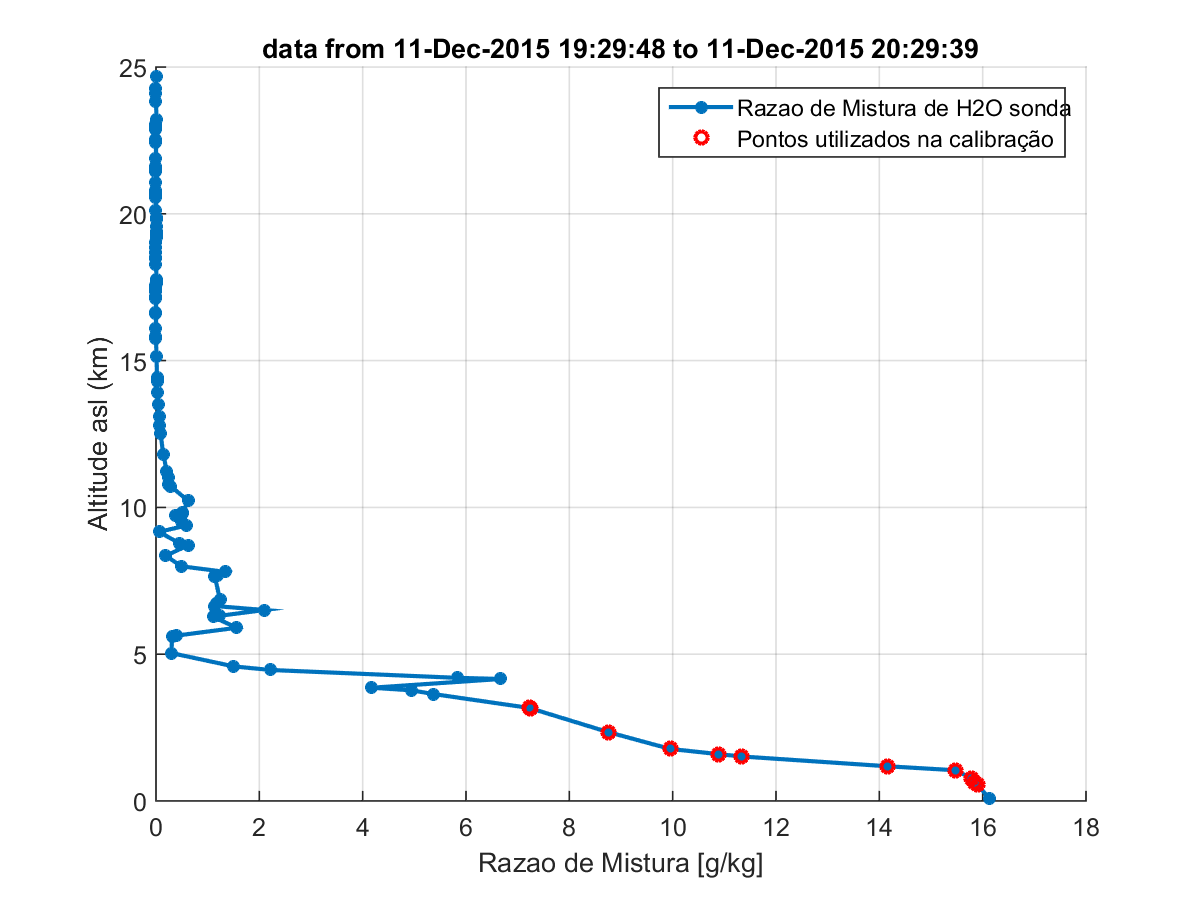 data from 11-Dec-2015 19:29:48 to 11-Dec-2015 20:29:39
Razao de Mistura de H2O sonda
Pontos utilizados na calibração
25
20
15
10
5
0
Altitude asl (km)
0 2 4 6 8 10 12 14 16 18
Razao de Mistura [g/kg]